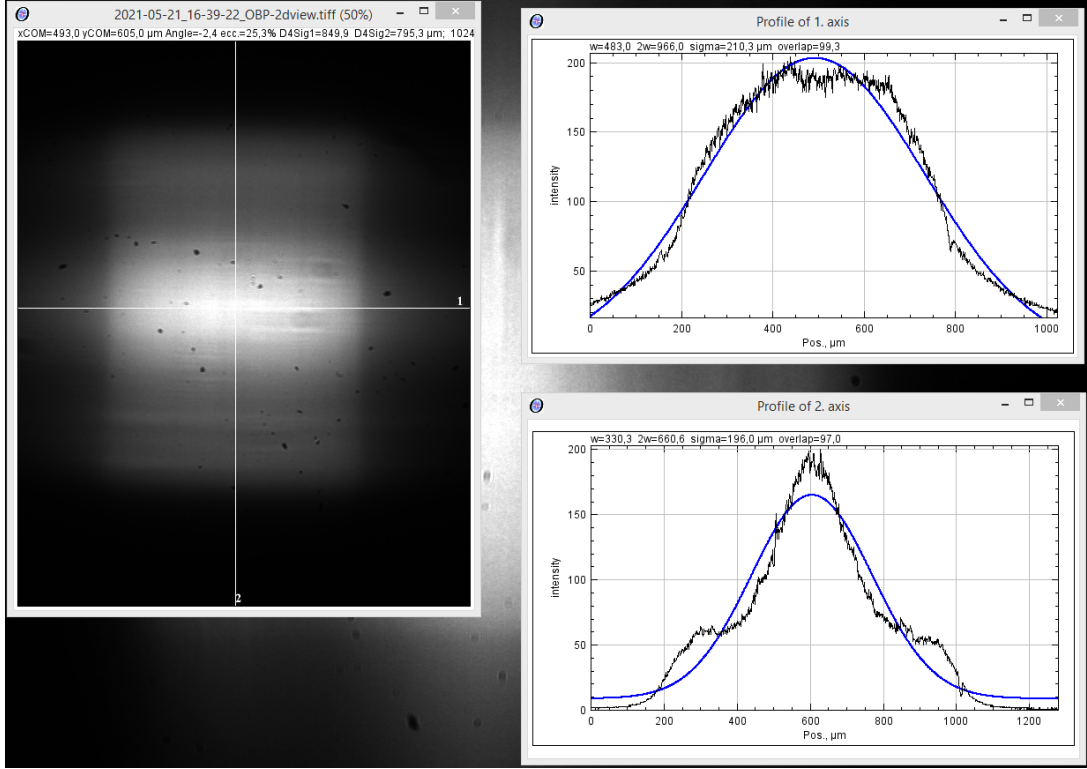 2021-05-21_16-39-22_OBP-2dview.tiff (50%)
xCOM=493,0 yCOM=605,0 µm Angle=-2,4 ecc.=25,3% D4Sig1=849,9 D4Sig2=795,3 µm; 1024
1
2
Profile of 1. axis
w=483,0 2w=966,0 sigma=210,3 µm overlap=99,3
200
150
100
50
intensity
0 200 400 600 800 1000
Pos., µm
Profile of 2. axis
w=330,3 2w=660,6 sigma=196,0 µm overlap=97,0
200
150
100
50
0
intensity
0 200 400 600 800 1000 1200
Pos., µm